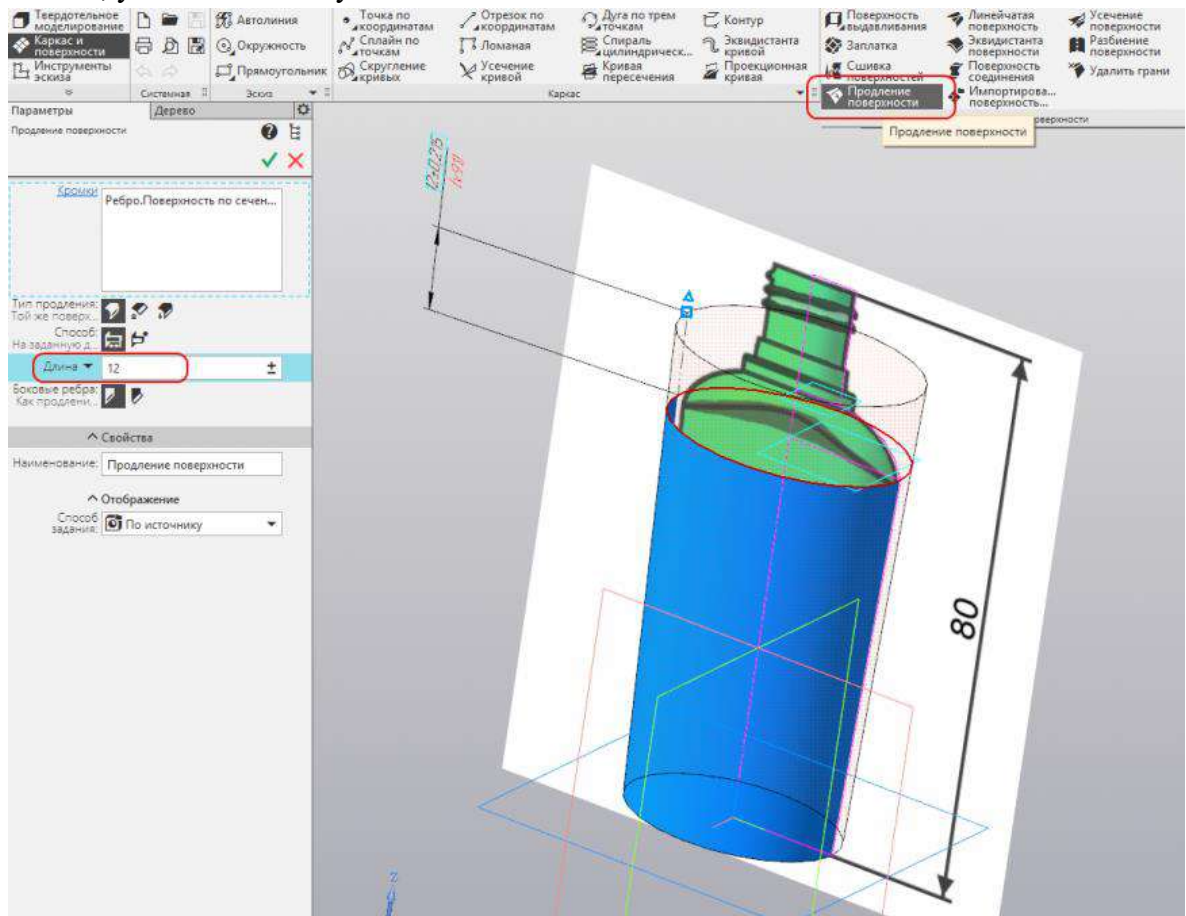 Твердотельное
моделирование
Каркас и
поверхности
Инструменты
эскиза
Системная
Автолиния
Окружность
Прямоугольник
Эскиз
Точка по
координатам
Сплайн по
точкам
Скругление
кривых
Отрезок по
координатам
Ломаная
Усечение
кривой
Дуга по трем
точкам
Спираль
цилиндрическ...
Кривая
пересечения
Контур
Эквидистанта
кривой
Проекционная
кривая
Каркас
Поверхность
выдавливания
Заплатка
Сшивка
поверхностей
Продление
поверхности
Линейчатая
поверхность
Эквидистанта
поверхности
Поверхность
соединения
Импортирова...
поверхность...
Усечение
поверхности
Разбиение
поверхности
Удалить грани
Продление поверхности
Параметры
Дерево
Продление поверхности
Кромки
Ребро.Поверхность по сечен...
Тип продления:
Той же поверх...
Способ:
На заданную д...
Длина
12
Боковые ребра:
Как продлени...
Свойства
Наименование:
Продление поверхности
Отображение
Способ
задания:
По источнику
80
Z